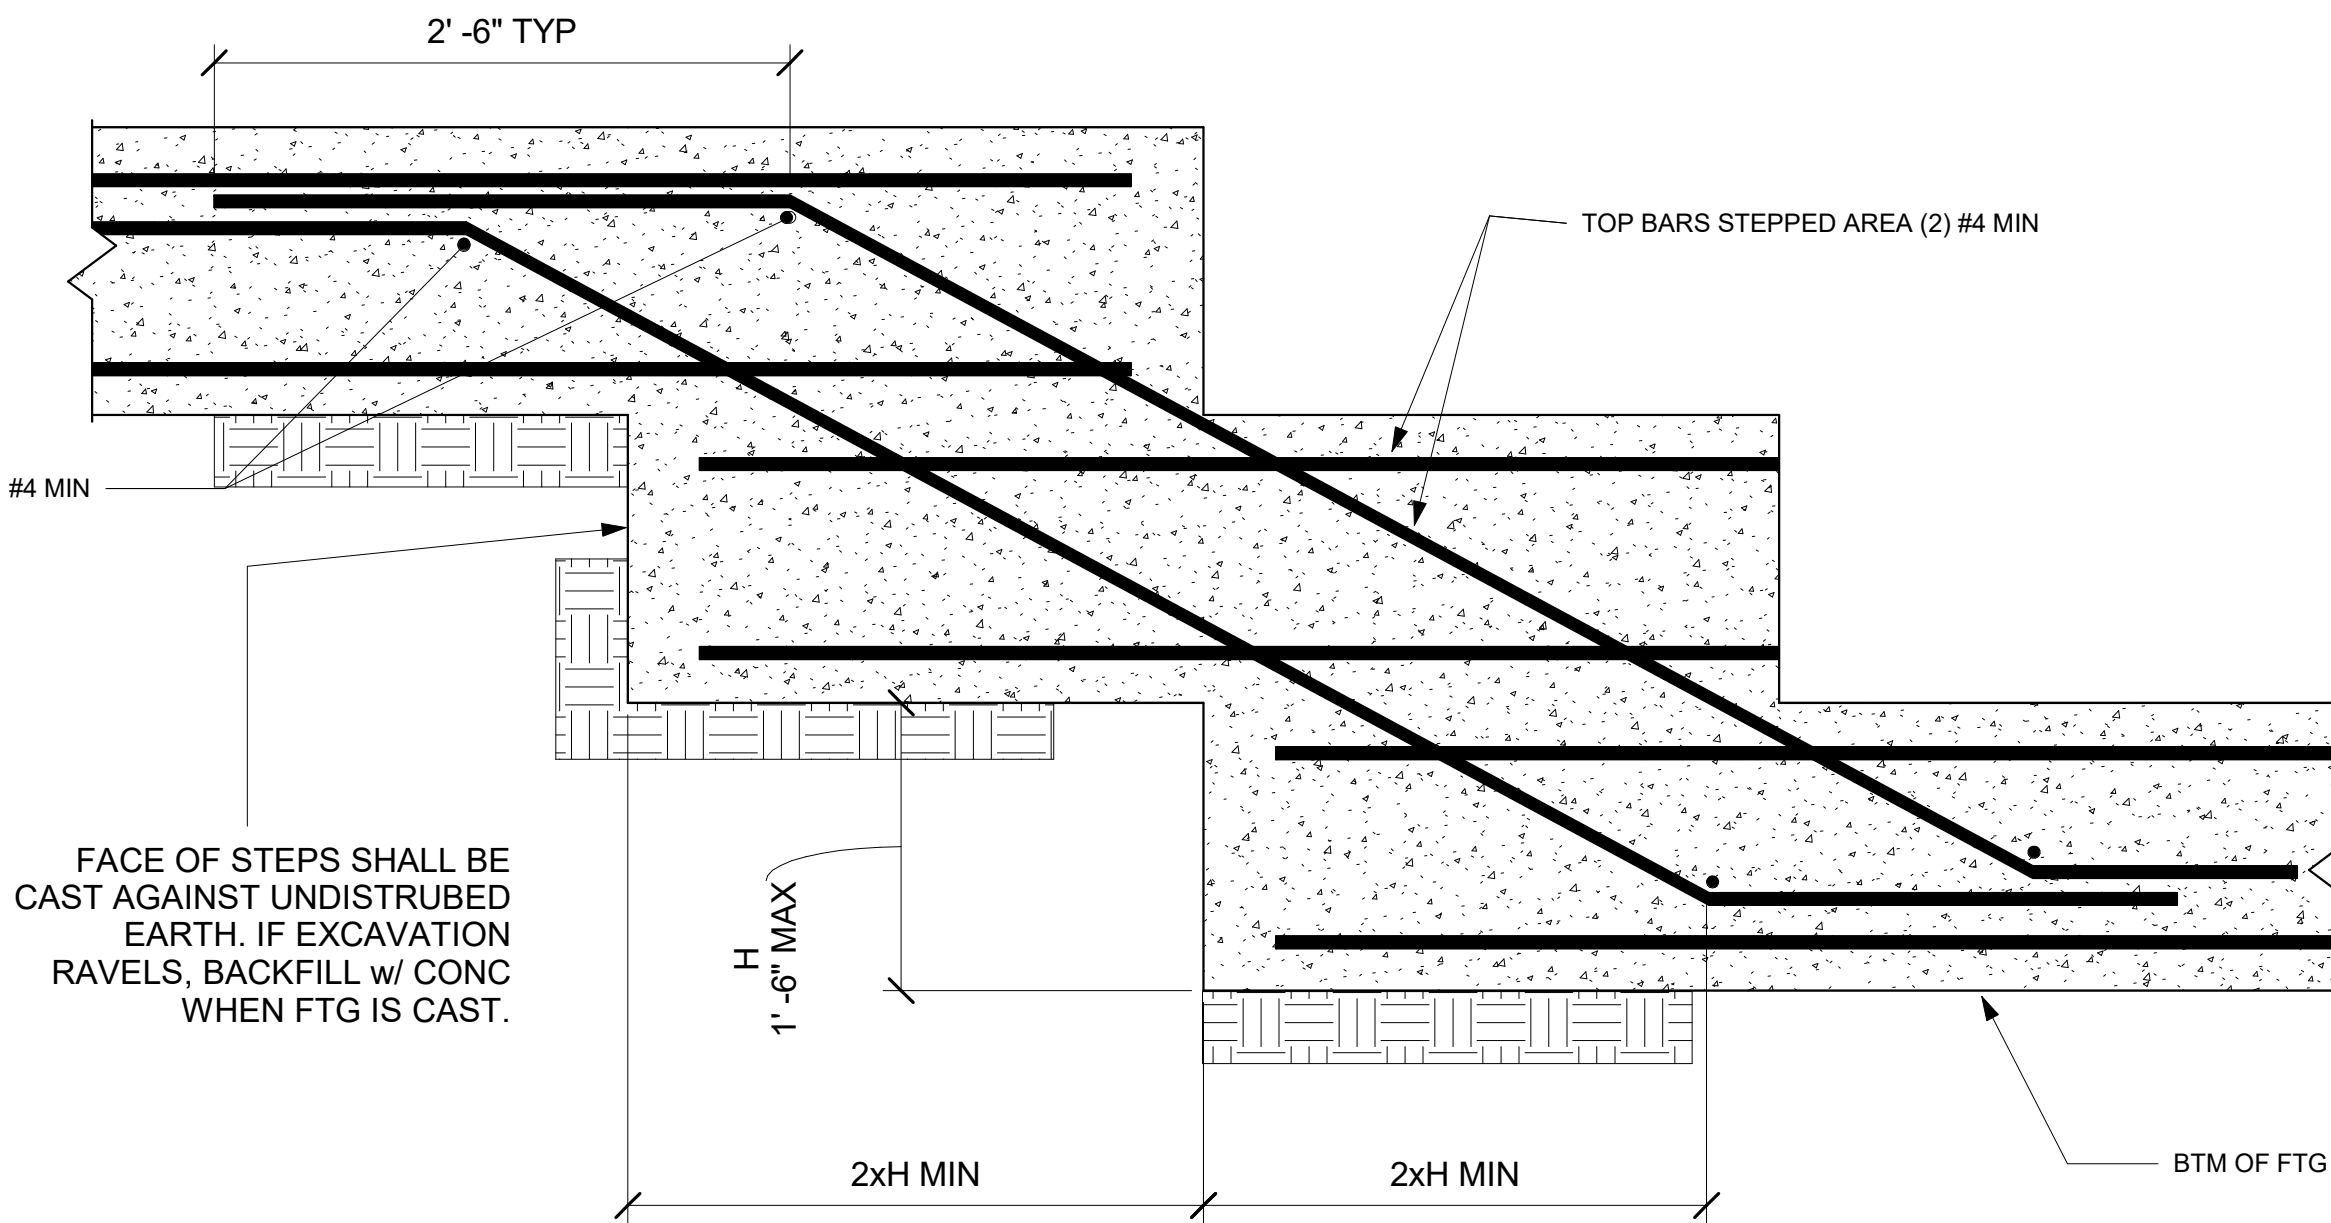 2' -6" TYP
TOP BARS STEPPED AREA (2) #4 MIN
#4 MIN
FACE OF STEPS SHALL BE
CAST AGAINST UNDISTRUBED
EARTH. IF EXCAVATION
RAVELS, BACKFILL w/ CONC
WHEN FTG IS CAST.
H
1' -6" MAX
2xH MIN
2xH MIN
BTM OF FTG